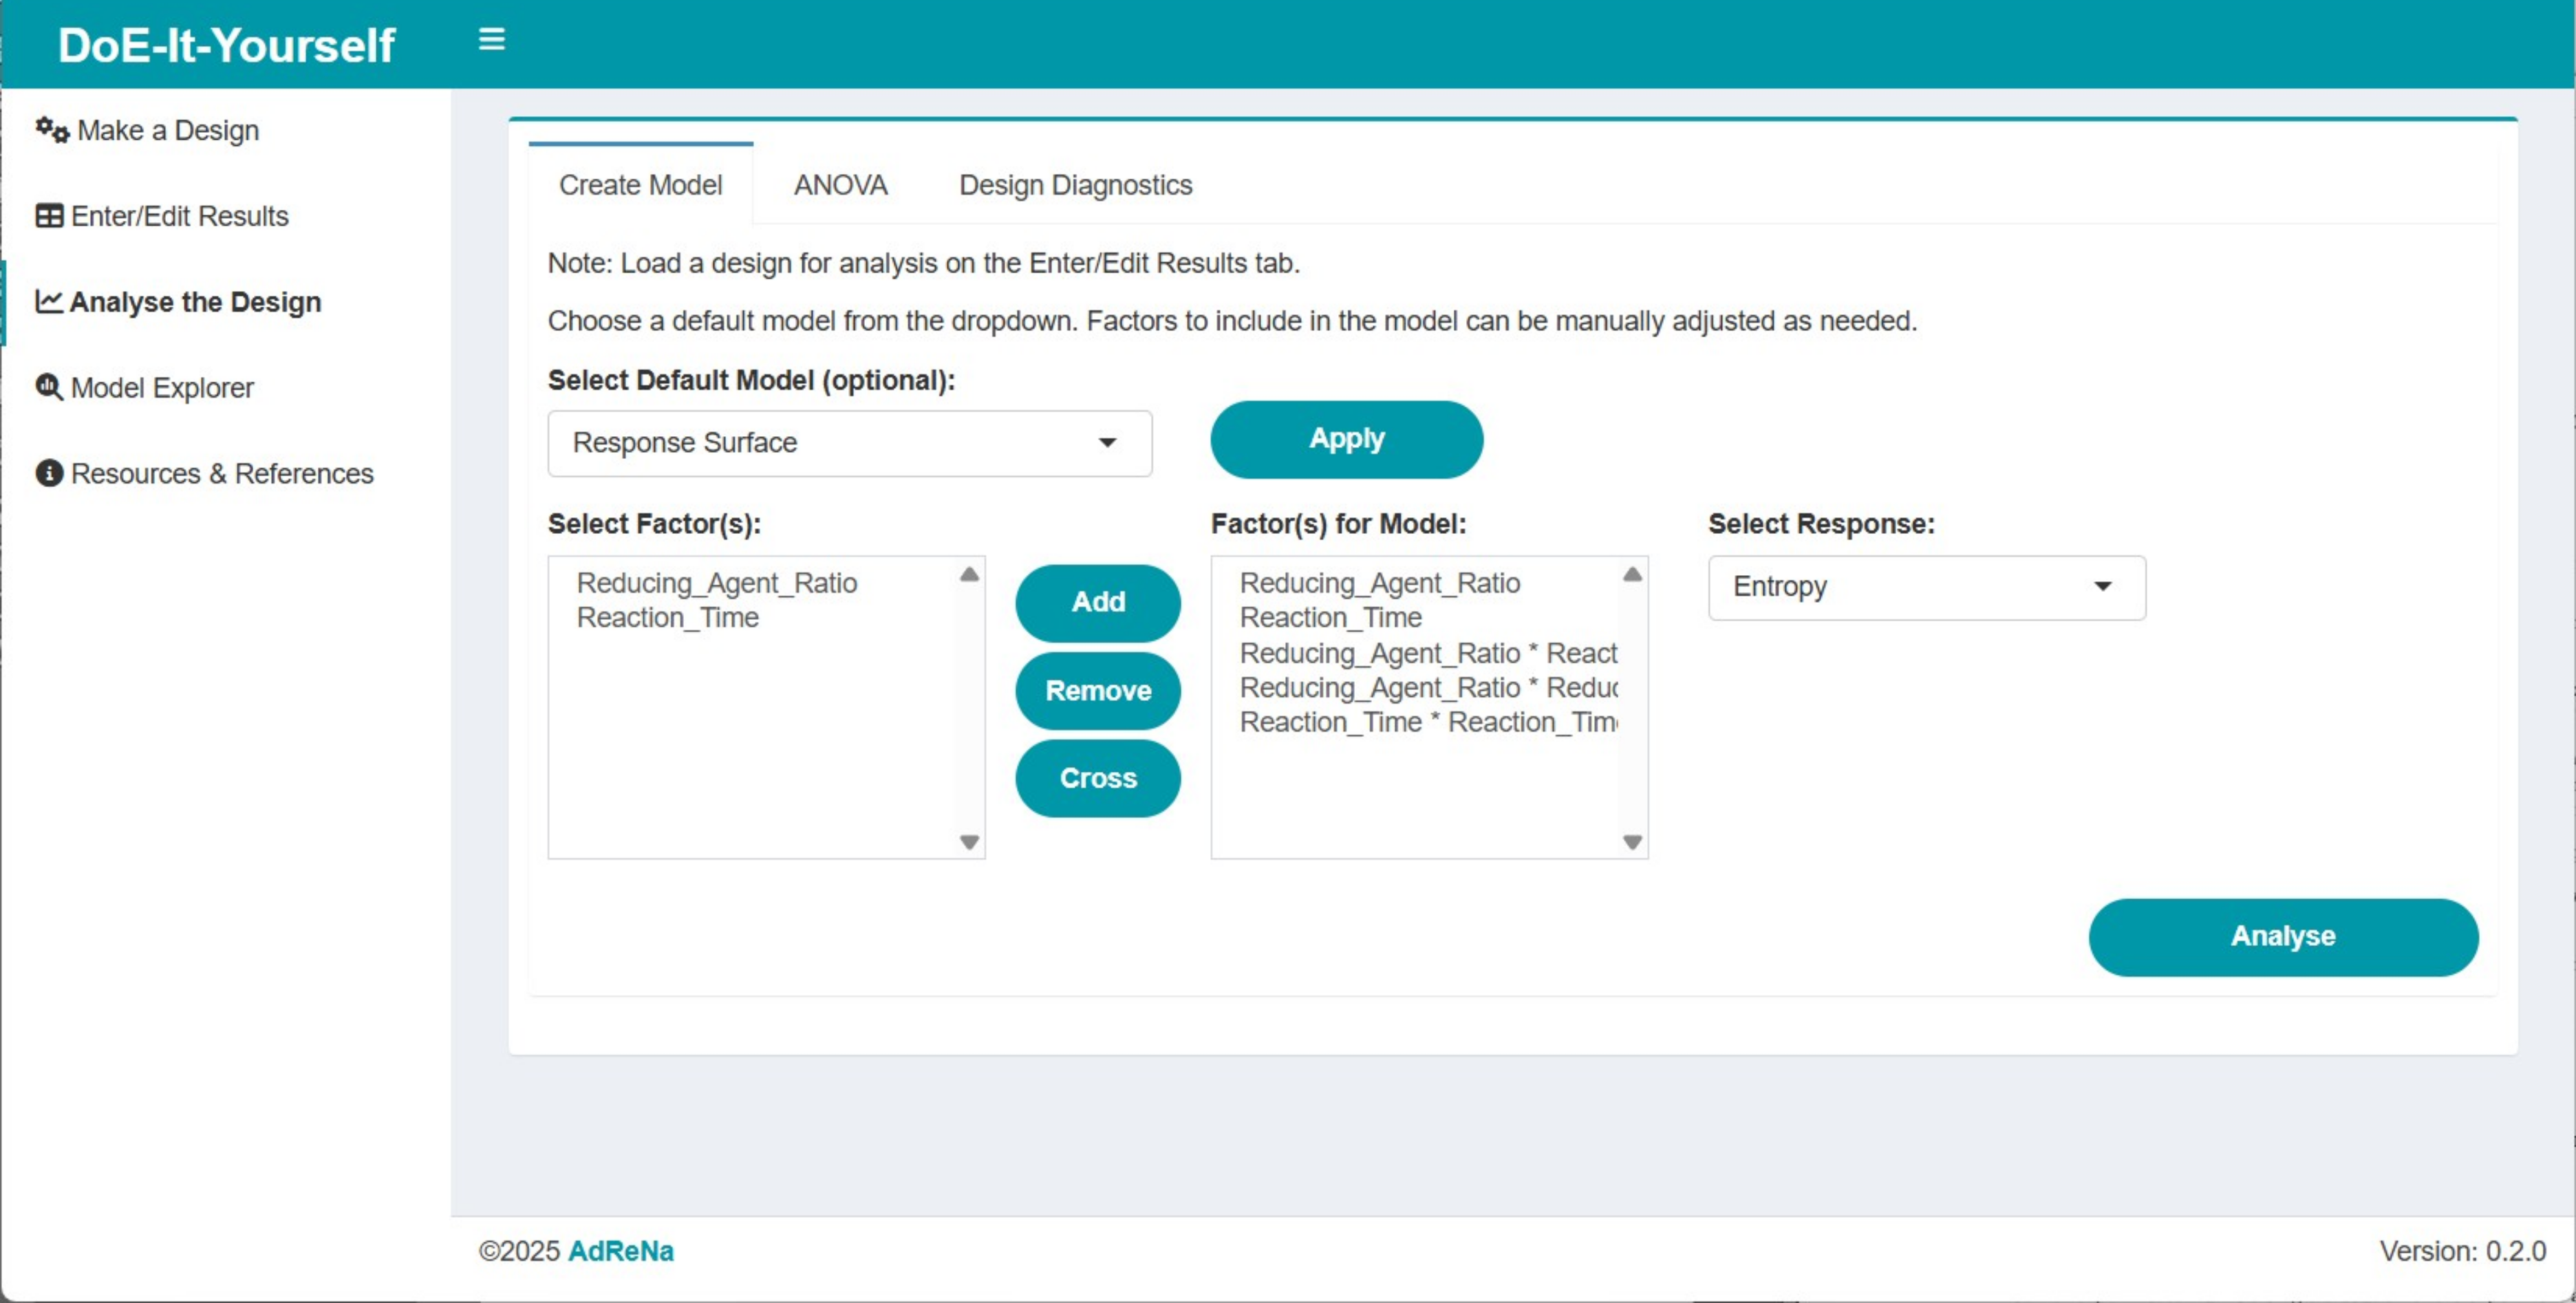 DoE-It-Yourself
Make a Design
Enter/Edit Results
Analyse the Design
Model Explorer
Resources & References
Create Model
ANOVA
Design Diagnostics
Note: Load a design for analysis on the Enter/Edit Results tab.
Choose a default model from the dropdown. Factors to include in the model can be manually adjusted as needed.
Select Default Model (optional):
Response Surface
Apply
Select Factor(s):
Reducing_Agent_Ratio
Reaction_Time
Add
Remove
Cross
Factor(s) for Model:
Reducing_Agent_Ratio
Reaction_Time
Reducing_Agent_Ratio * React
Reducing_Agent_Ratio * Reduc
Reaction_Time * Reaction_Tim
Select Response:
Entropy
Analyse
©2025 AdReNa
Version: 0.2.0